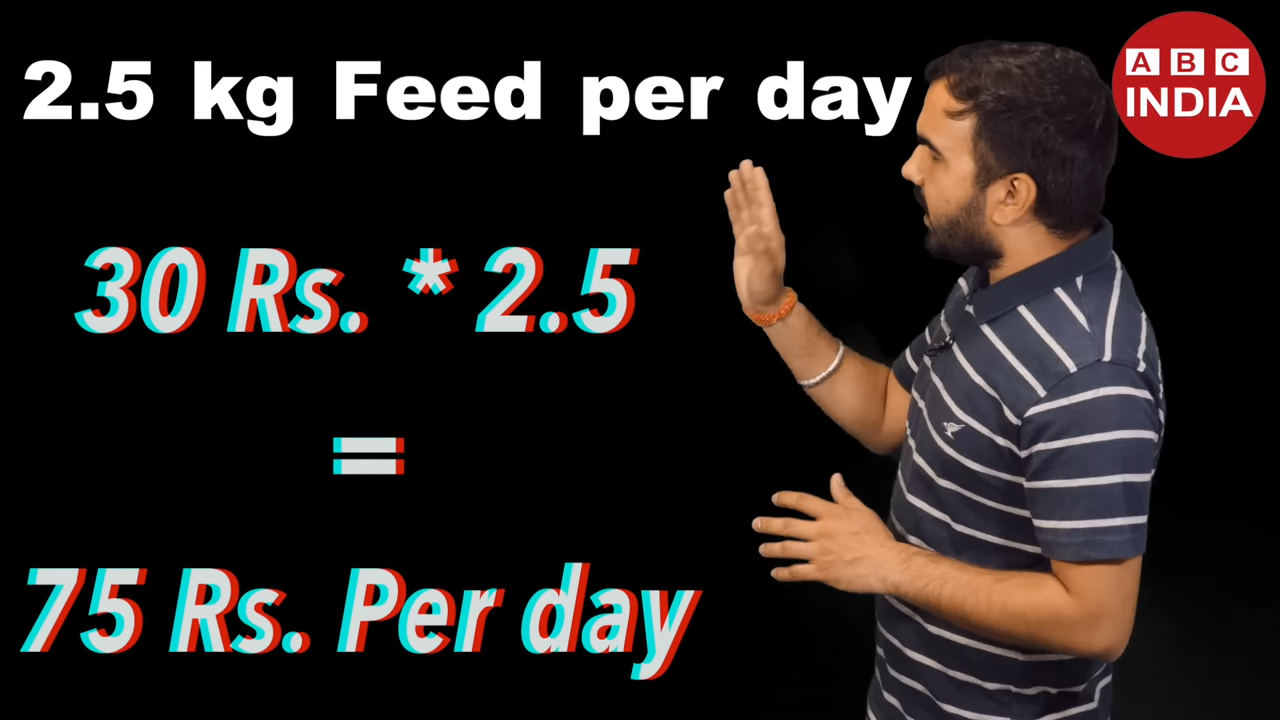 2.5 kg Feed per day
A B C
INDIA
30 Rs. * 2.5
=
75 Rs. Per day